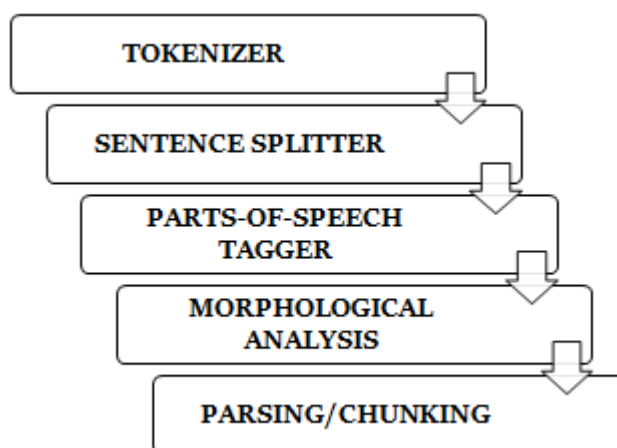 TOKENIZER
SENTENCE SPLITTER
PARTS-OF-SPEECH
TAGGER
MORPHOLOGICAL
ANALYSIS
PARSING/CHUNKING